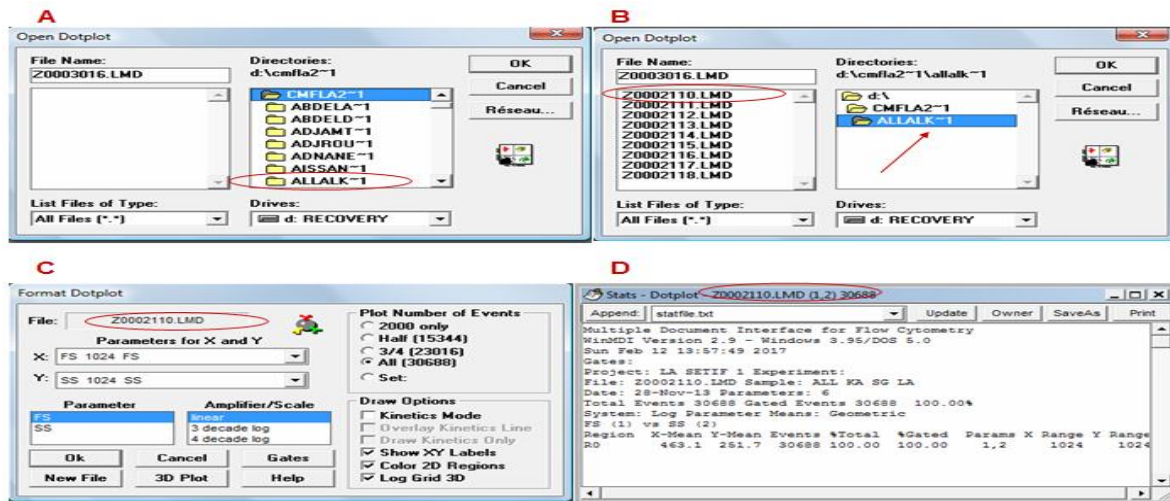 A
Open Dotplot
File Name:
Z0003016.LMD
Directories:
d:\cmfla2~1
CMFLA2~1
ABDELA~1
ABDELD~1
ADJAMT~1
ADJROU~1
ADNANE~1
AISSAN~1
ALLALK~1
OK
Cancel
Réseau...
List Files of Type:
All Files (*.*)
Drives:
d: RECOVERY
B
Open Dotplot
File Name:
Z0003016.LMD
Z0002110.LMD
Z0002111.LMD
Z0002112.LMD
Z0002113.LMD
Z0002114.LMD
Z0002115.LMD
Z0002116.LMD
Z0002117.LMD
Z0002118.LMD
Directories:
d:\cmfla2~1\allalk~1
d:\
CMFLA2~1
ALLALK~1
OK
Cancel
Réseau...
List Files of Type:
All Files (*.*)
Drives:
d: RECOVERY
C
Format Dotplot
File: Z0002110.LMD
Parameters for X and Y
X: FS 1024 FS
Y: SS 1024 SS
Parameter
FS
SS
Amplifier/Scale
linear
3 decade log
4 decade log
Ok Cancel Gates
New File 3D Plot Help
Plot Number of Events
2000 only
Half (15344)
3/4 (23016)
All (30688)
Set:
Draw Options
Kinetics Mode
Overlay Kinetics Line
Draw Kinetics Only
Show XY Labels
Color 2D Regions
Log Grid 3D
D
Stats - Dotplot - Z0002110.LMD (1,2) 30688
Append: statfile.txt Update Owner SaveAs Print
Multiple Document Interface for Flow Cytometry
WinMDI Version 2.9 - Windows 3.95/DOS 5.0
Sun Feb 12 13:57:49 2017
Gates:
Project: LA SETIF 1 Experiment:
File: Z0002110.LMD Sample: ALL KA SG LA
Date: 28-Nov-13 Parameters: 6
Total Events 30688 Gated Events 30688 100.00%
System: Log Parameter Means: Geometric
FS (1) vs SS (2)
Region X-Mean Y-Mean Events %Total %Gated Params X Range Y Range
R0 463.1 251.7 30688 100.00 100.00 1,2 1024 1024